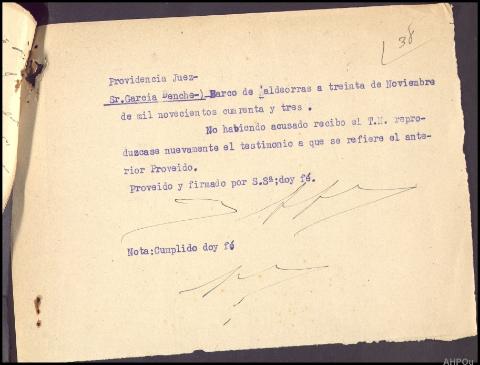 38
Providencia Juez-
Sr.Garcia Denche-) Barco de Valdeorras a treinta de Noviembre
de mil novecientos cuarenta y tres .
No habiendo acusado recibo el T.N. repro-
duzcase nuevamente el testimonio a que se refiere el ante-
rior Proveido.
Proveido y firmado por S.Sª;doy fé.
Nota:Cumplido doy fé
AHPOu